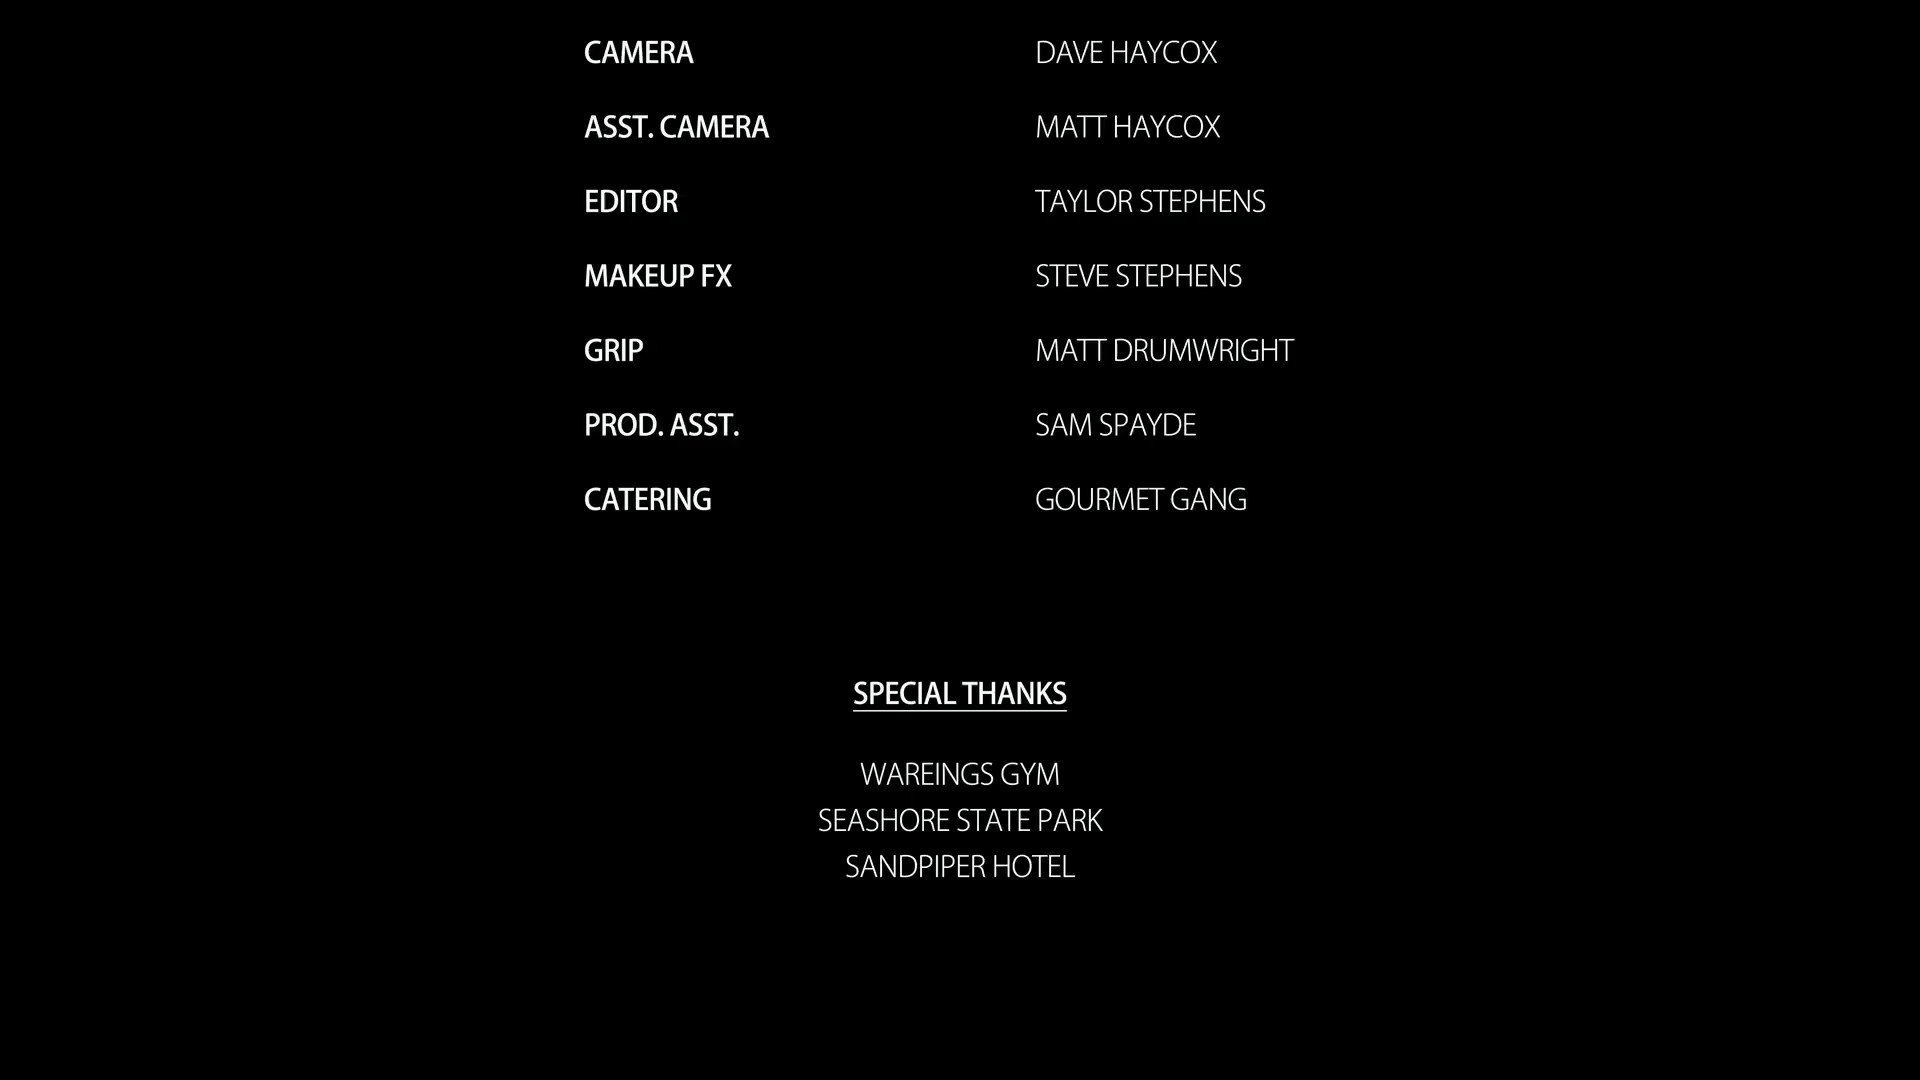 CAMERA DAVE HAYCOX
ASST. CAMERA MATT HAYCOX
EDITOR TAYLOR STEPHENS
MAKEUP FX STEVE STEPHENS
GRIP MATT DRUMWRIGHT
PROD. ASST. SAM SPAYDE
CATERING GOURMET GANG
SPECIAL THANKS
WAREINGS GYM
SEASHORE STATE PARK
SANDPIPER HOTEL